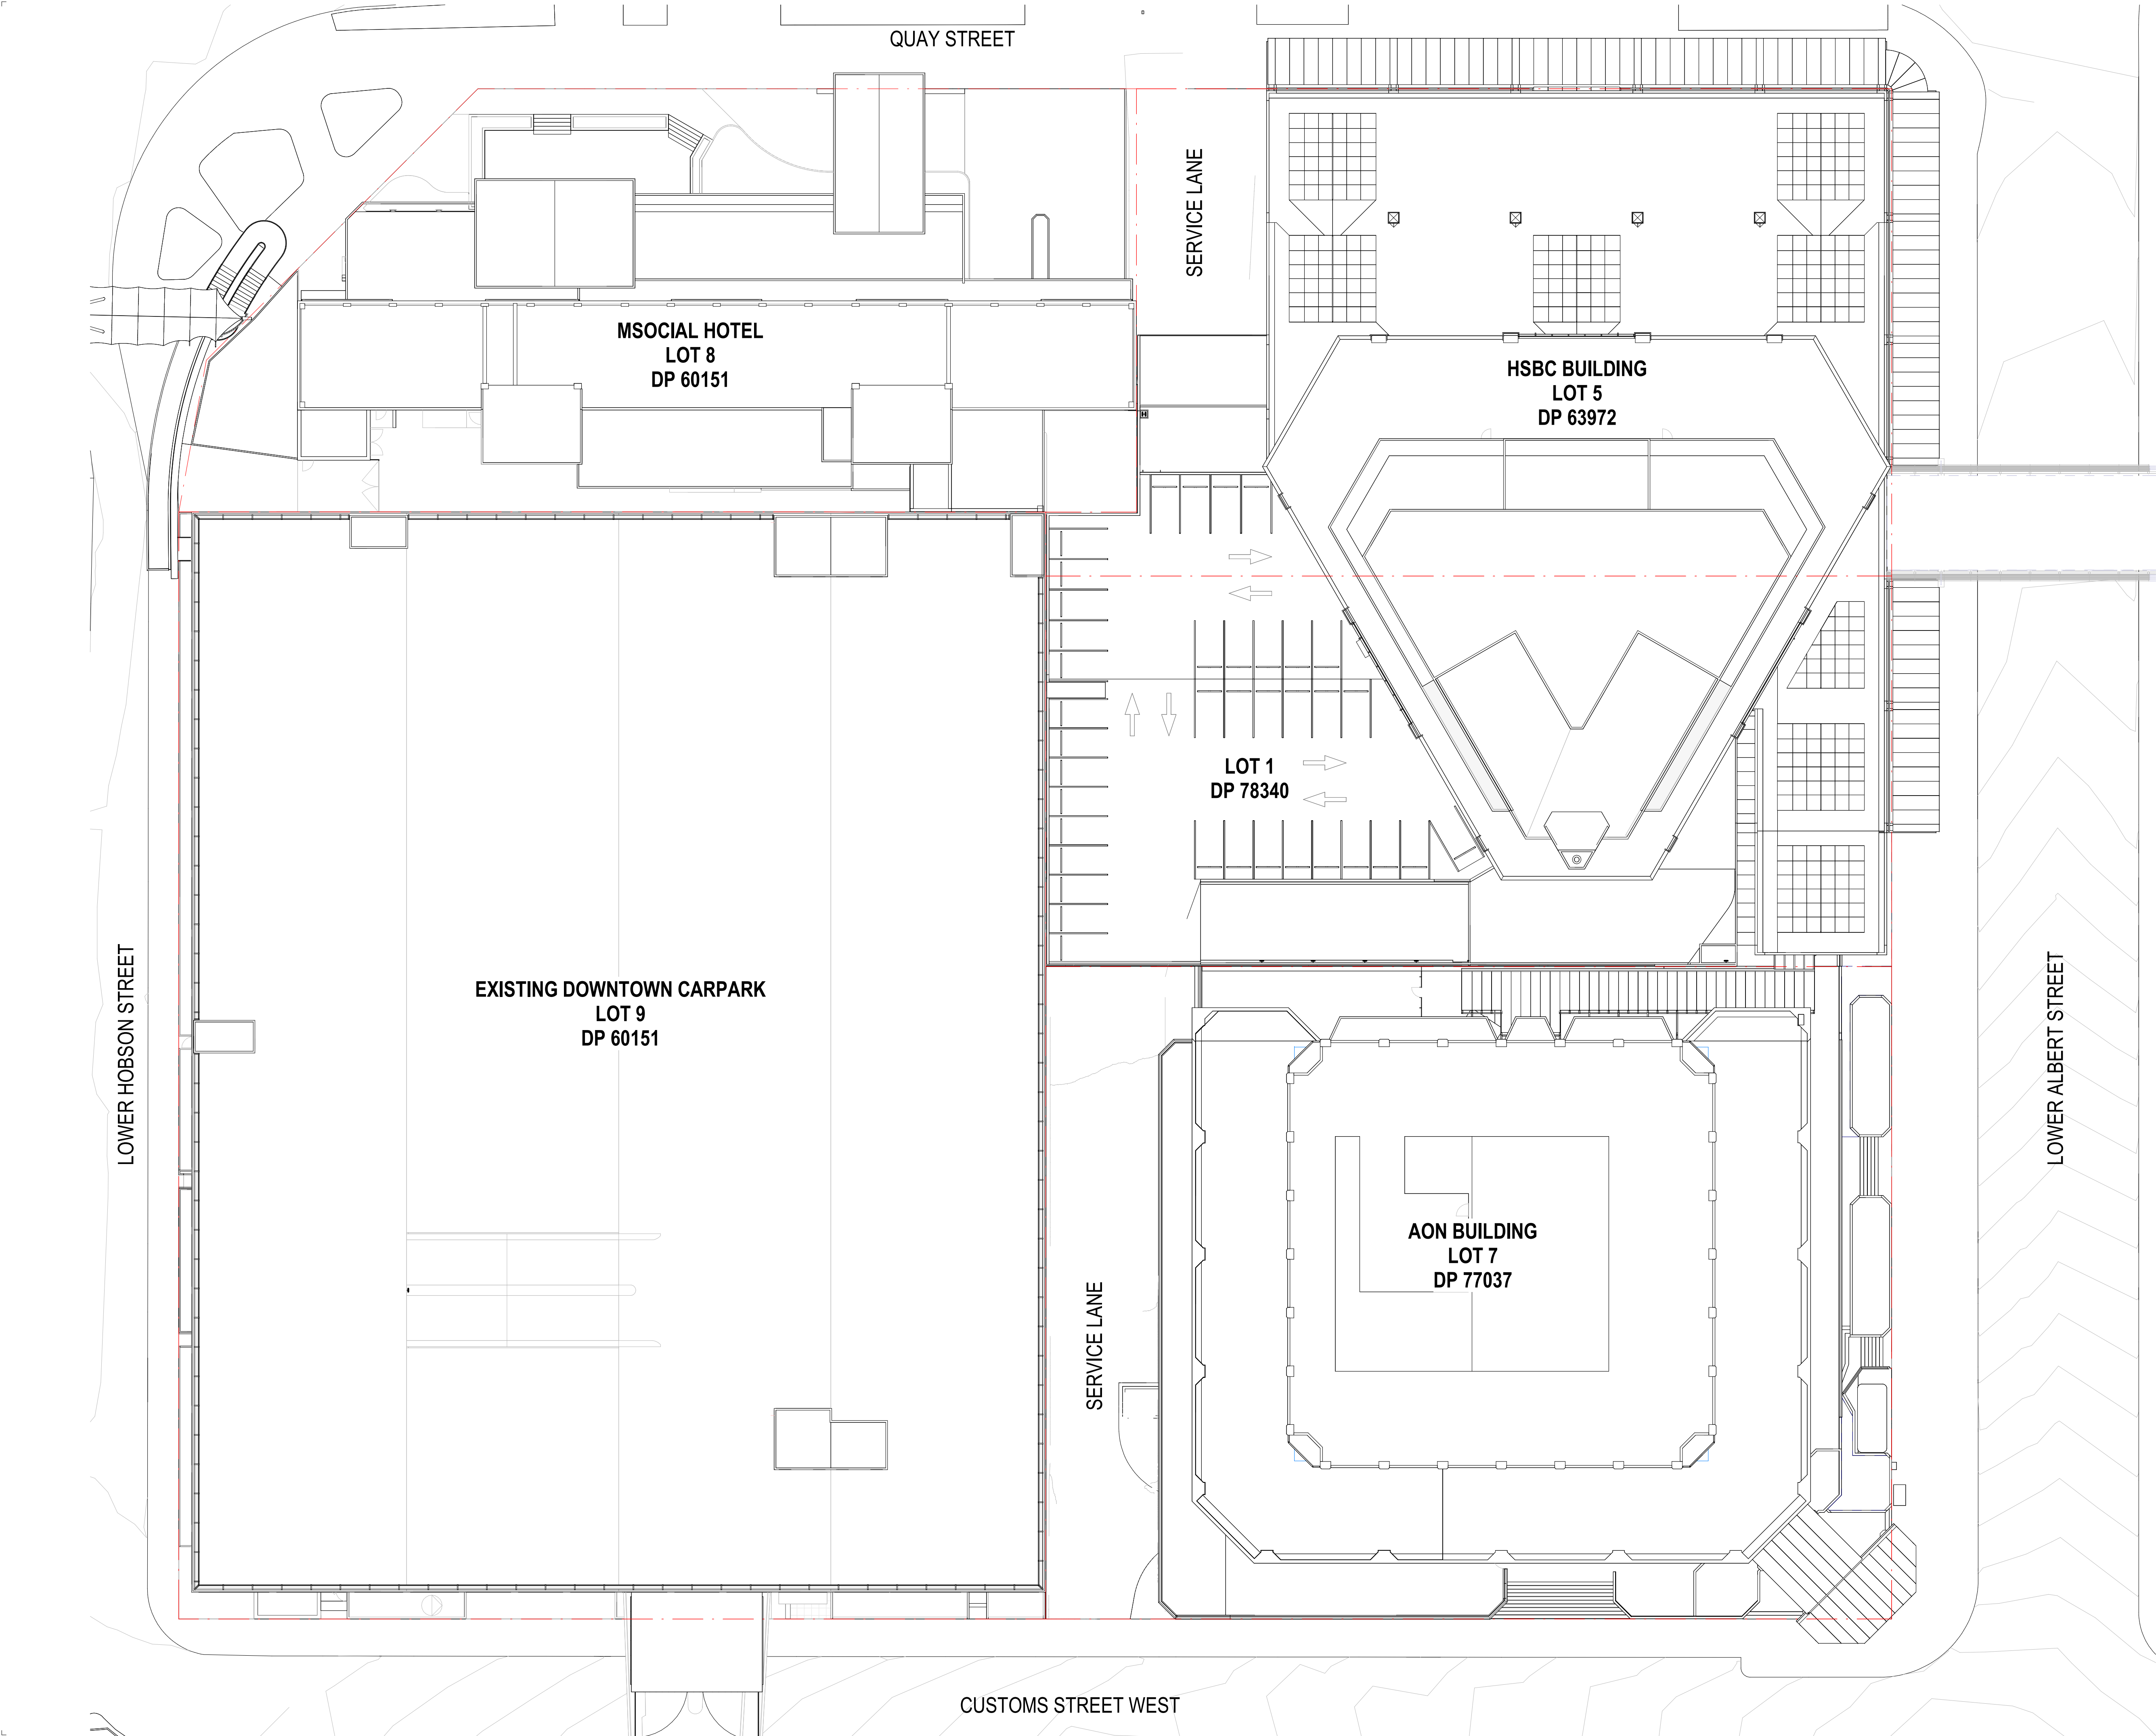 QUAY STREET
SERVICE LANE
MSOCIAL HOTEL
LOT 8
DP 60151
HSBC BUILDING
LOT 5
DP 63972
LOT 1
DP 78340
EXISTING DOWNTOWN CARPARK
LOT 9
DP 60151
LOWER HOBSON STREET
LOWER ALBERT STREET
AON BUILDING
LOT 7
DP 77037
SERVICE LANE
CUSTOMS STREET WEST